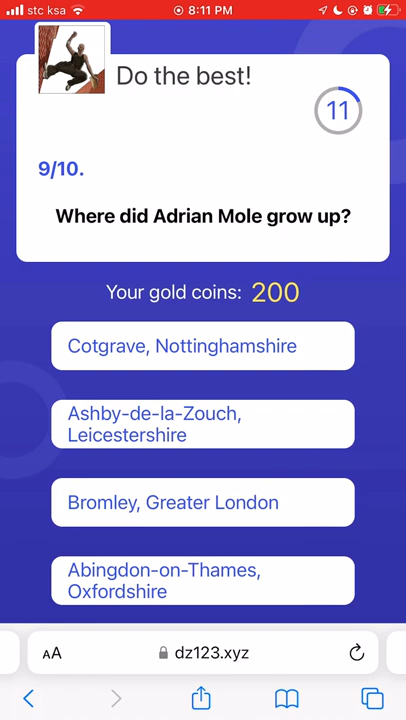 stc ksa 8:11 PM
Do the best!
11
9/10.
Where did Adrian Mole grow up?
Your gold coins: 200
Cotgrave, Nottinghamshire
Ashby-de-la-Zouch,
Leicestershire
Bromley, Greater London
Abingdon-on-Thames,
Oxfordshire
AA dz123.xyz